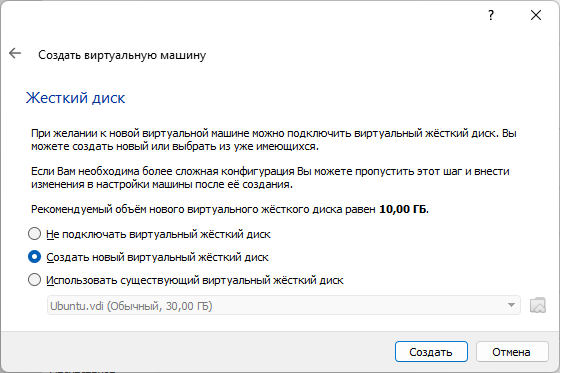 ?
Создать виртуальную машину
Жесткий диск
При желании к новой виртуальной машине можно подключить виртуальный жёсткий диск. Вы
можете создать новый или выбрать из уже имеющихся.
Если Вам необходима более сложная конфигурация Вы можете пропустить этот шаг и внести
изменения в настройки машины после её создания.
Рекомендуемый объём нового виртуального жёсткого диска равен 10,00 ГБ.
Не подключать виртуальный жёсткий диск
Создать новый виртуальный жёсткий диск
Использовать существующий виртуальный жёсткий диск
Ubuntu.vdi (Обычный, 30,00 ГБ)
Создать
Отмена